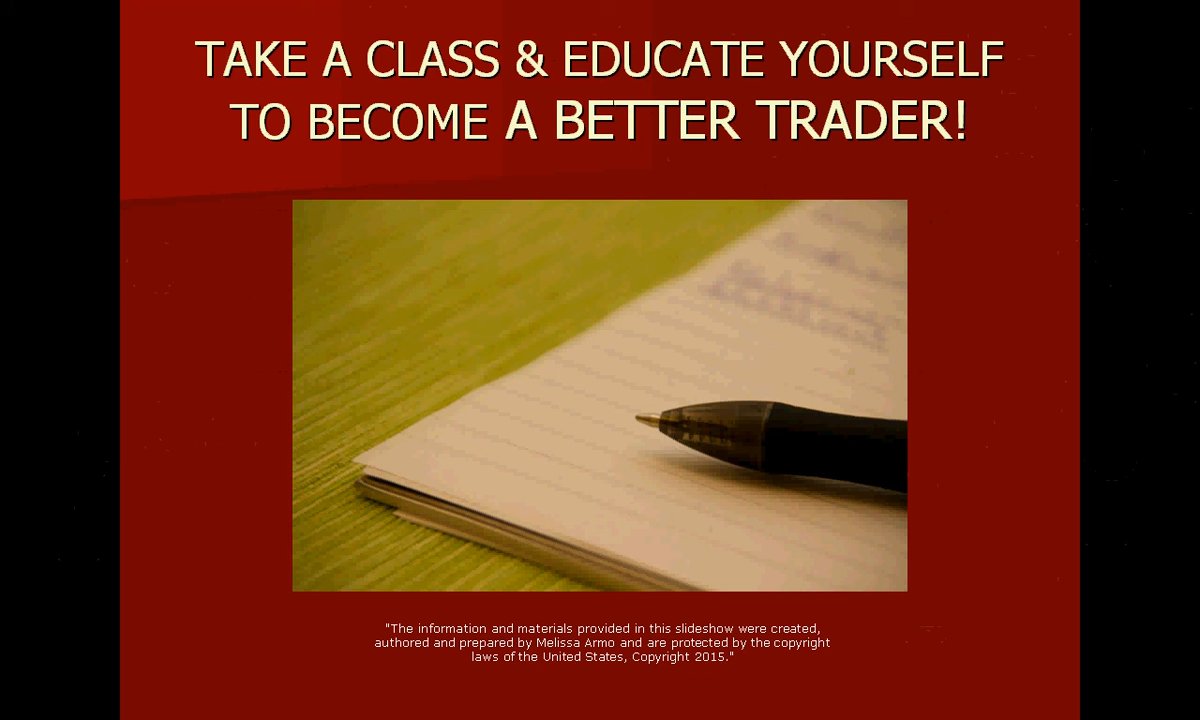 TAKE A CLASS & EDUCATE YOURSELF
TO BECOME A BETTER TRADER!
"The information and materials provided in this slideshow were created,
authored and prepared by Melissa Armo and are protected by the copyright
laws of the United States, Copyright 2015."